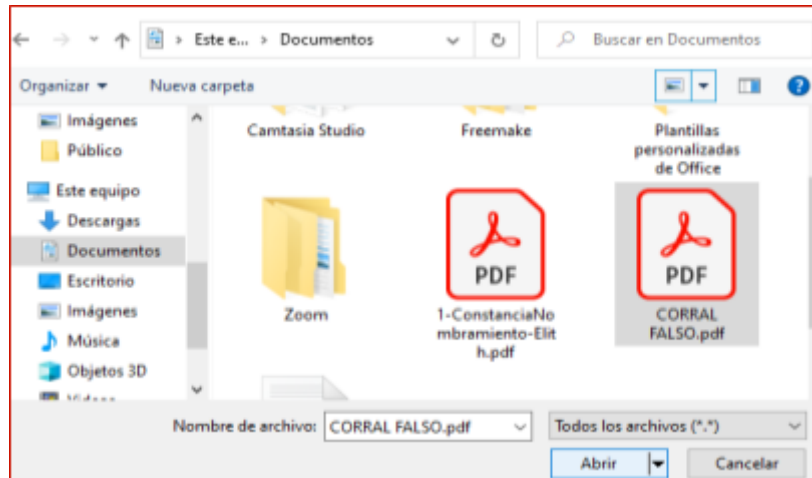 Este e... > Documentos
Buscar en Documentos
Organizar
Nueva carpeta
Imágenes
Público
Este equipo
Descargas
Documentos
Escritorio
Imágenes
Música
Objetos 3D
Camtasia Studio
Freemake
Plantillas
personalizadas
de Office
Zoom
PDF
1-ConstanciaNo
mbramiento-Elit
h.pdf
PDF
CORRAL
FALSO.pdf
Nombre de archivo: CORRAL FALSO.pdf
Todos los archivos (*.*)
Abrir
Cancelar